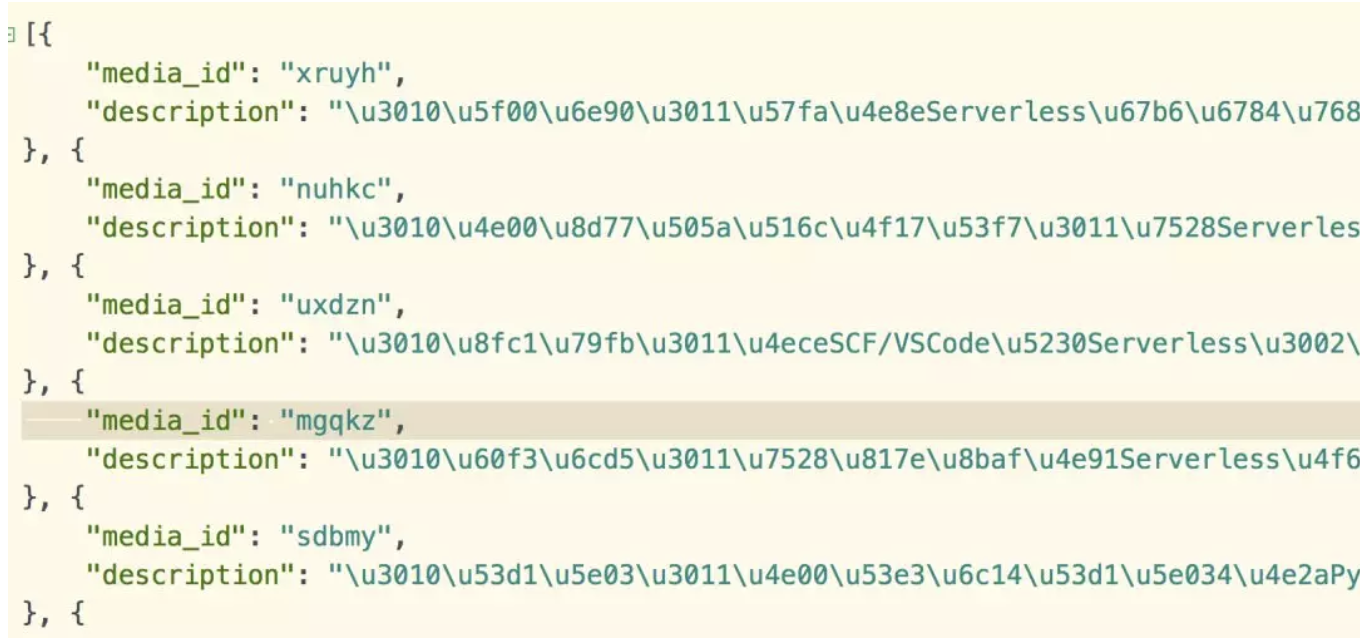 [{
"media_id": "xruyh",
"description": "\u3010\u5f00\u6e90\u3011\u57fa\u4e8eServerless\u67b6\u6784\u768
}, {
"media_id": "nuhkc",
"description": "\u3010\u4e00\u8d77\u505a\u516c\u4f17\u53f7\u3011\u7528Serverles
}, {
"media_id": "uxdzn",
"description": "\u3010\u8fc1\u79fb\u3011\u4eceSCF/VSCode\u5230Serverless\u3002\
}, {
"media_id": "mgqkz",
"description": "\u3010\u60f3\u6cd5\u3011\u7528\u817e\u8baf\u4e91Serverless\u4f6
}, {
"media_id": "sdbmy",
"description": "\u3010\u53d1\u5e03\u3011\u4e00\u53e3\u6c14\u53d1\u5e034\u4e2aPy
}, {